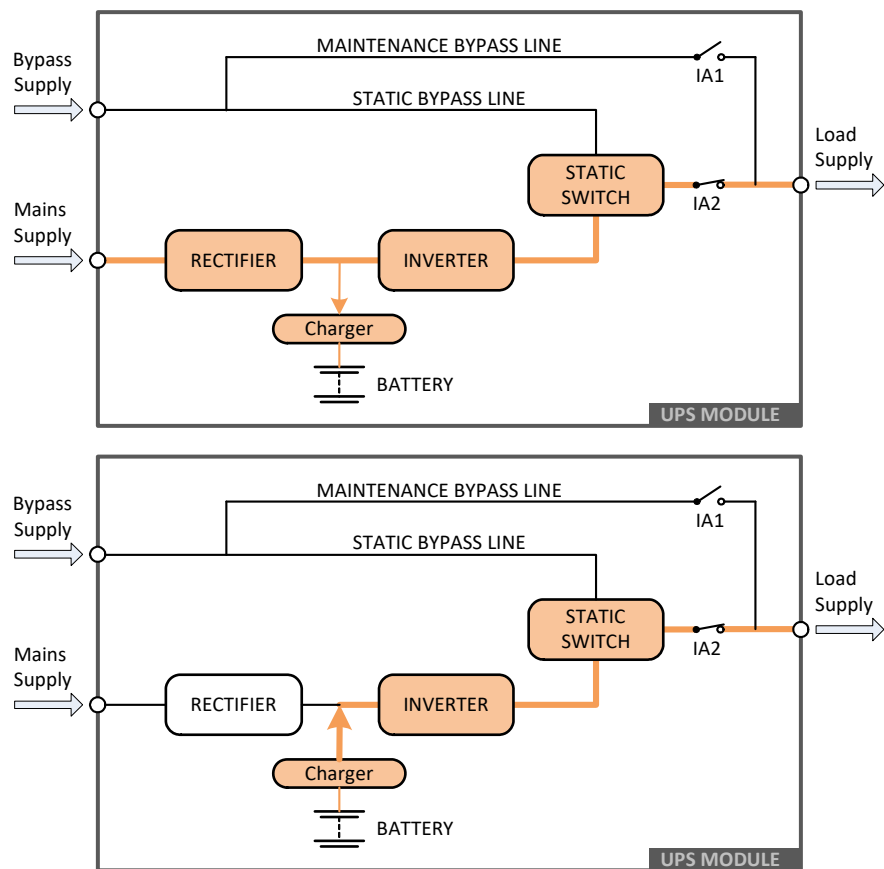 MAINTENANCE BYPASS LINE
Bypass
Supply
IA1
STATIC BYPASS LINE
Load
Supply
STATIC
SWITCH
IA2
Mains
Supply
RECTIFIER
INVERTER
Charger
BATTERY
UPS MODULE
MAINTENANCE BYPASS LINE
Bypass
Supply
IA1
STATIC BYPASS LINE
Load
Supply
STATIC
SWITCH
IA2
Mains
Supply
RECTIFIER
INVERTER
Charger
BATTERY
UPS MODULE